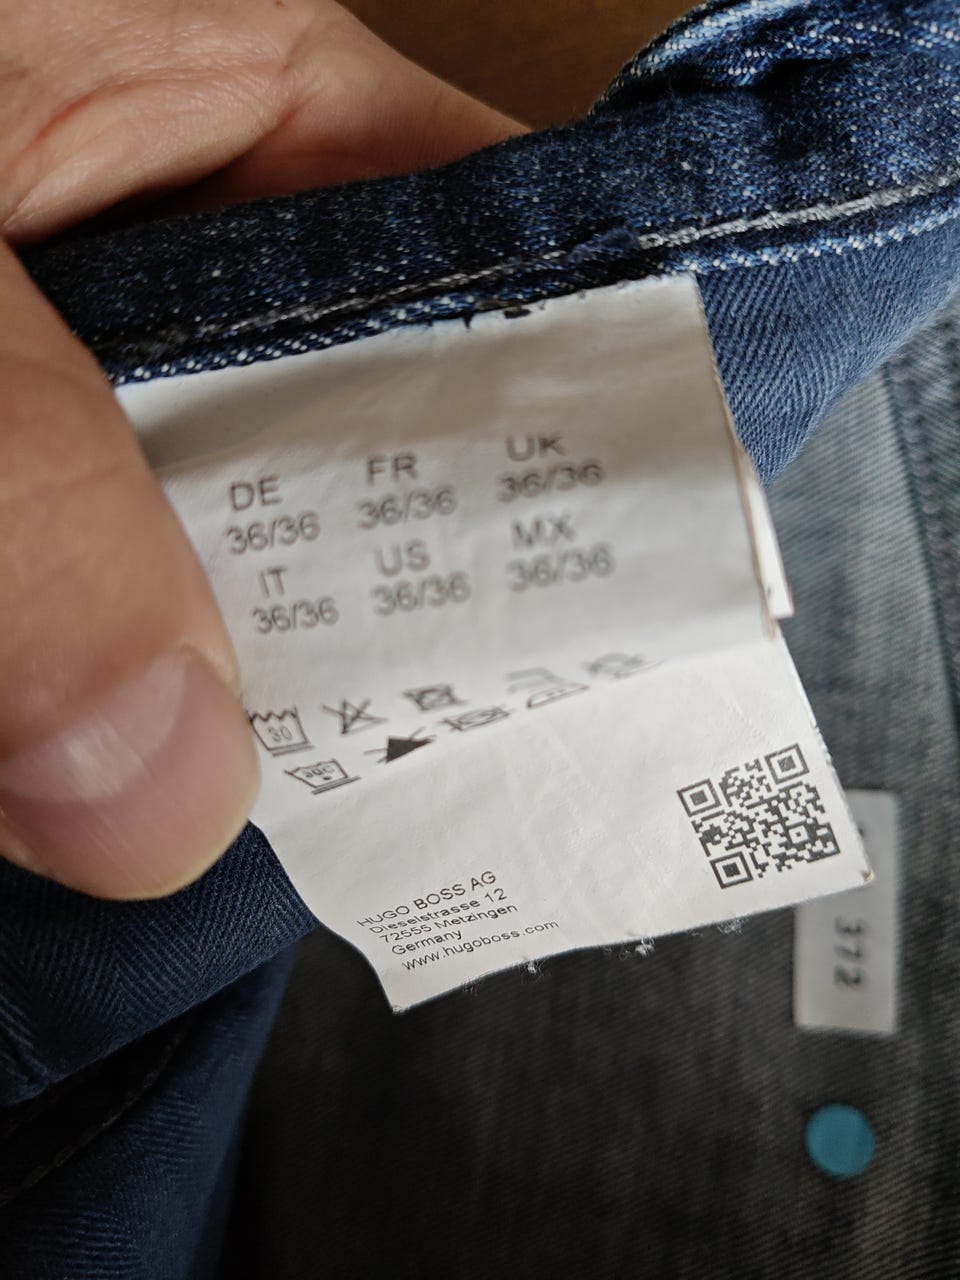 DE FR UK
36/36 36/36 36/36
IT US MX
36/36 36/36 36/36
30
HUGO BOSS AG
Dieselstrasse 12
72555 Metzingen
Germany
www.hugoboss.com
372